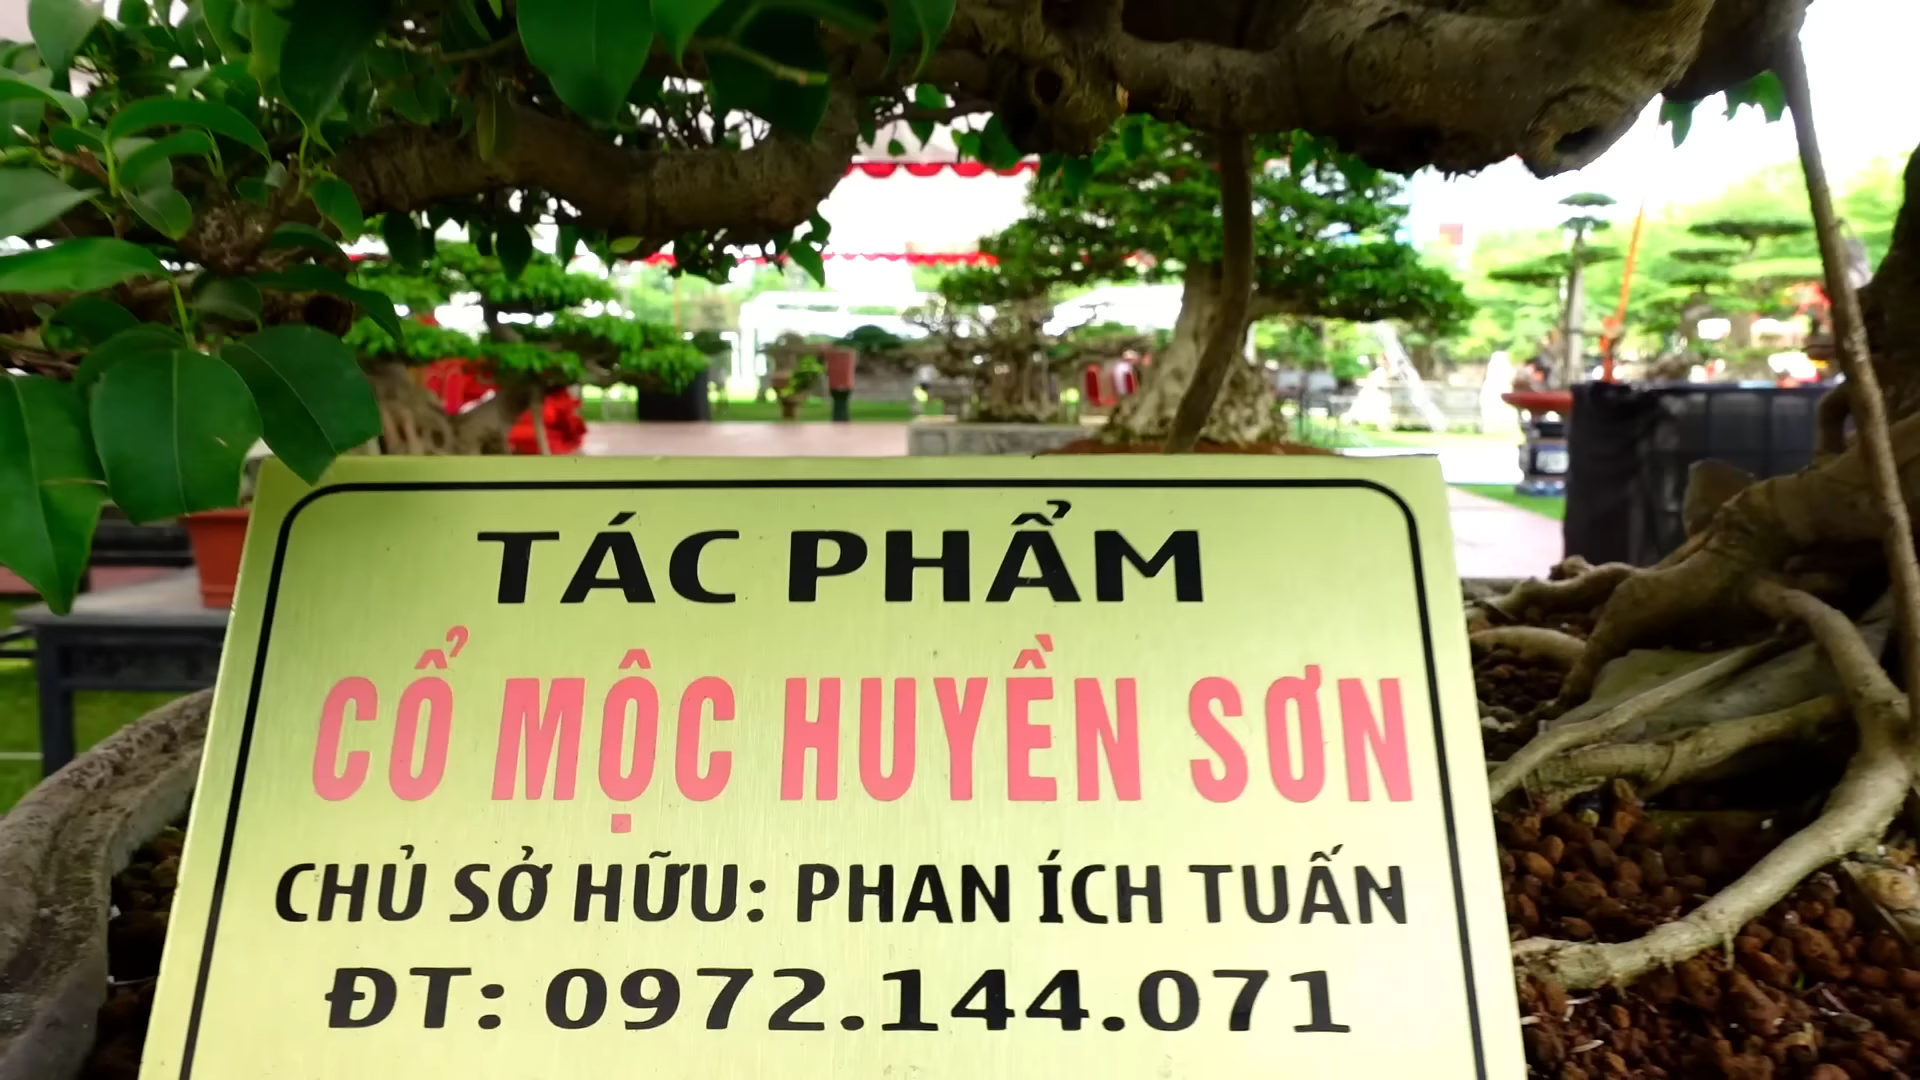 TÁC PHẨM
CỔ MỘC HUYỀN SƠN
CHỦ SỞ HỮU: PHAN ÍCH TUẤN
ĐT: 0972.144.071